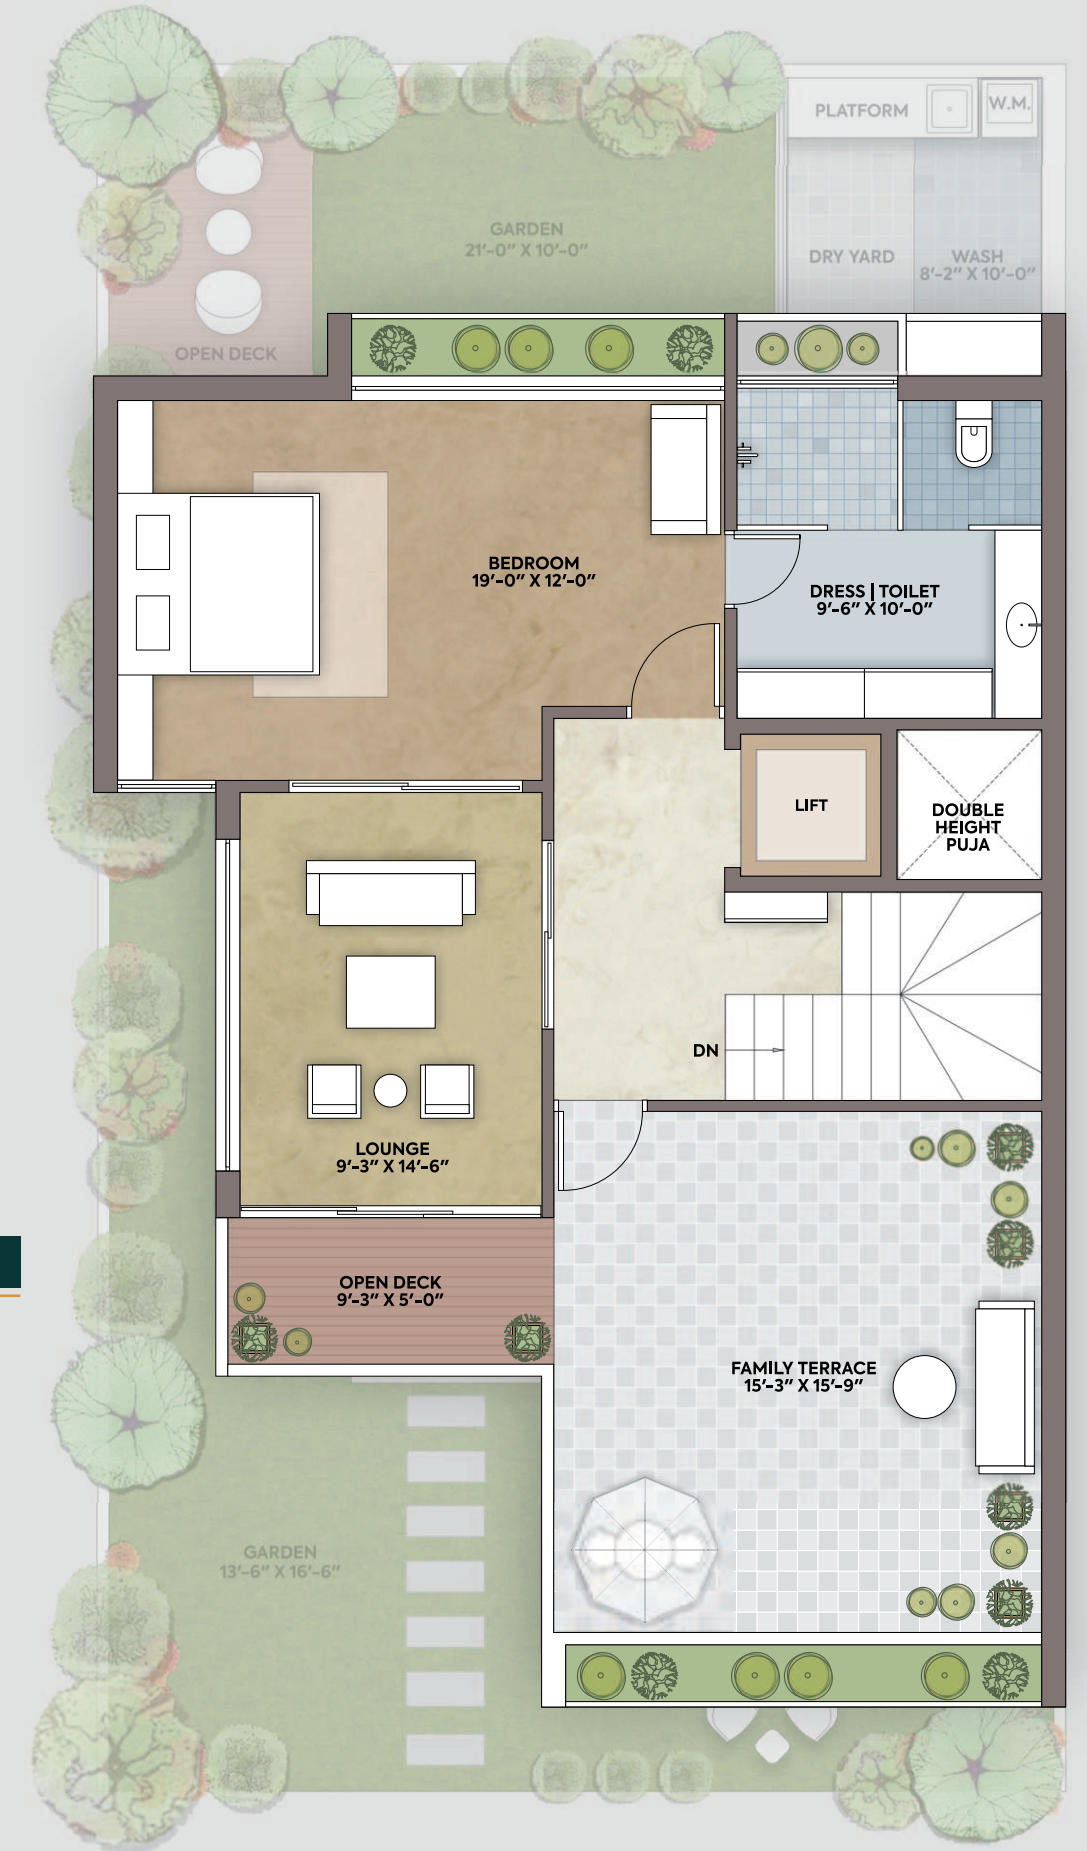 PLATFORM
W.M.
GARDEN
21'-0" X 10'-0"
DRY YARD
WASH
8'-2" X 10'-0"
OPEN DECK
BEDROOM
19'-0" X 12'-0"
DRESS | TOILET
9'-6" X 10'-0"
LIFT
DOUBLE
HEIGHT
PUJA
DN
LOUNGE
9'-3" X 14'-6"
OPEN DECK
9'-3" X 5'-0"
FAMILY TERRACE
15'-3" X 15'-9"
GARDEN
13'-6" X 16'-6"